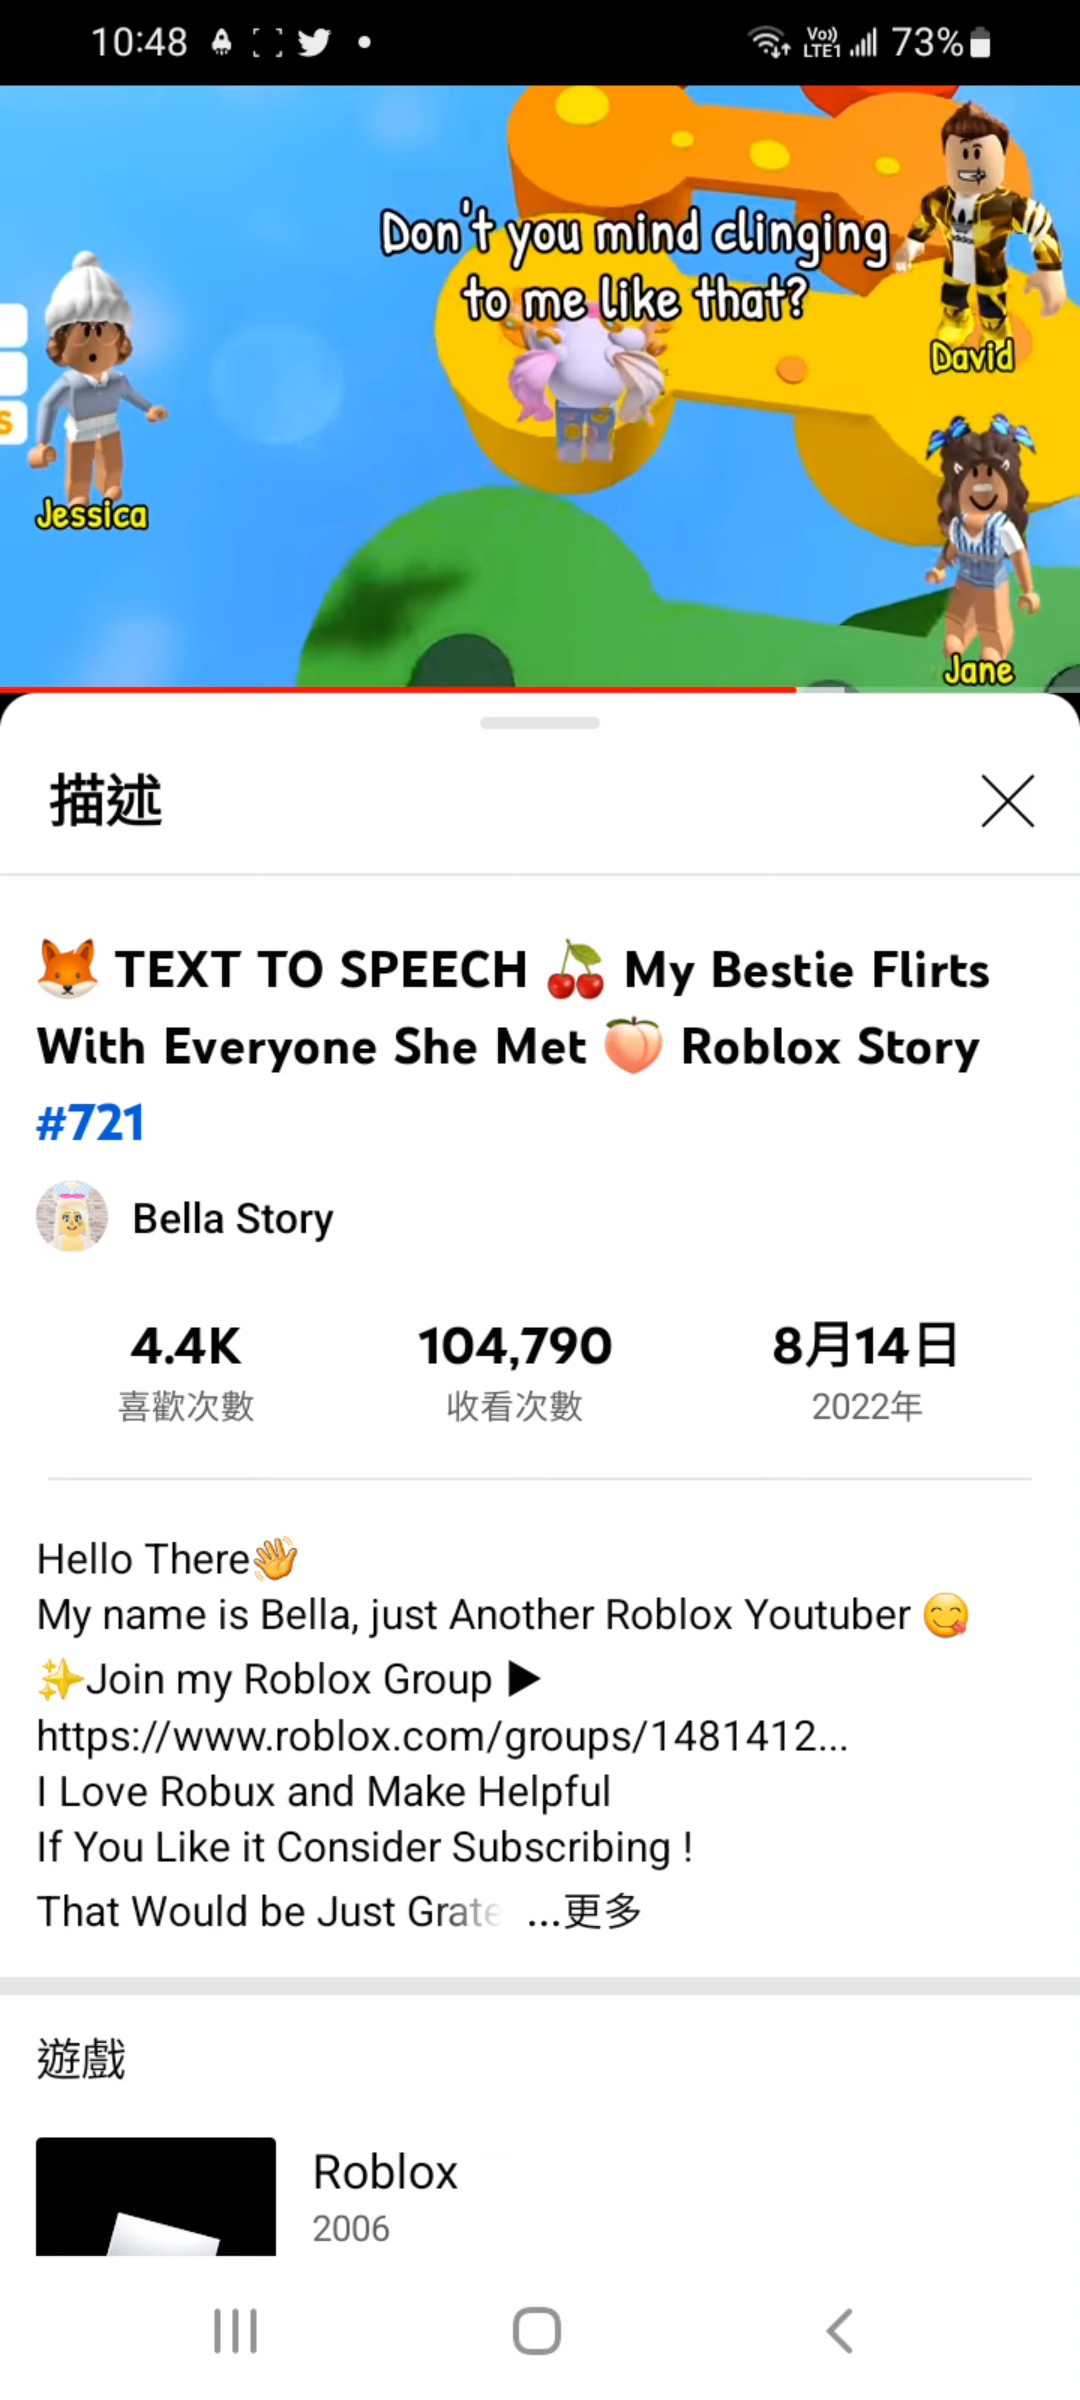 10:48
Vo))
LTE1
73%
Don't you mind clinging
to me like that?
David
S
Jessica
Jane
描述
🦊 TEXT TO SPEECH 🍒 My Bestie Flirts
With Everyone She Met 🍑 Roblox Story
#721
Bella Story
4.4K 104,790 8月14日
喜歡次數 收看次數 2022年
Hello There👋
My name is Bella, just Another Roblox Youtuber 😋
✨Join my Roblox Group ▶
https://www.roblox.com/groups/1481412...
I Love Robux and Make Helpful
If You Like it Consider Subscribing !
That Would be Just Grate ...更多
遊戲
Roblox
2006